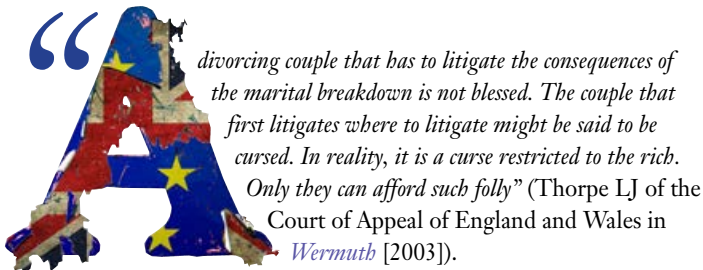 “A divorcing couple that has to litigate the consequences of
the marital breakdown is not blessed. The couple that
first litigates where to litigate might be said to be
cursed. In reality, it is a curse restricted to the rich.
Only they can afford such folly” (Thorpe LJ of the
Court of Appeal of England and Wales in
Wermuth [2003]).